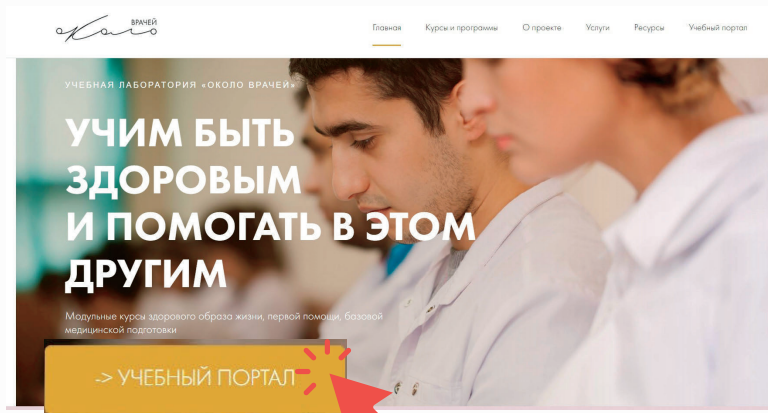 около ВРАЧЕЙ
Главная Курсы и программы О проекте Услуги Ресурсы Учебный портал
УЧЕБНАЯ ЛАБОРАТОРИЯ «ОКОЛО ВРАЧЕЙ»
УЧИМ БЫТЬ
ЗДОРОВЫМ
И ПОМОГАТЬ В ЭТОМ
ДРУГИМ
Модульные курсы здорового образа жизни, первой помощи, базовой
медицинской подготовки
-> УЧЕБНЫЙ ПОРТАЛ